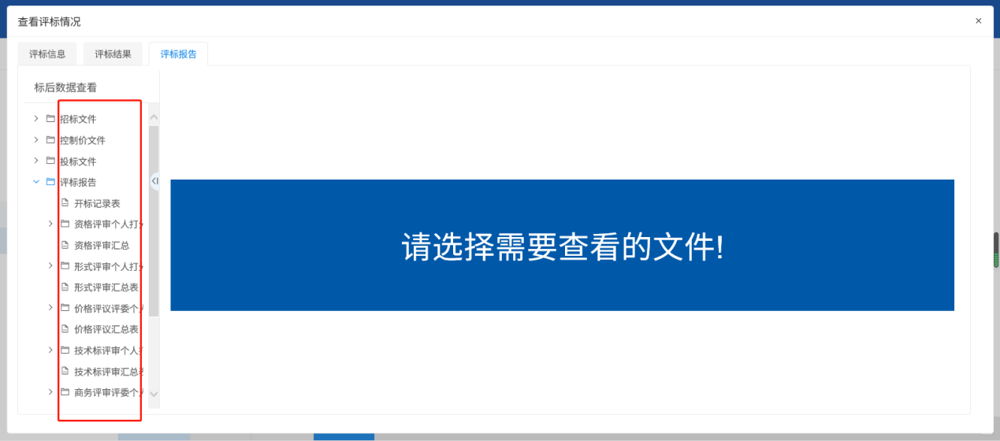 查看评标情况
×
评标信息 评标结果 评标报告
标后数据查看
招标文件
控制价文件
投标文件
评标报告
开标记录表
资格评审个人打
资格评审汇总
形式评审个人打
形式评审汇总表
价格评议评委个
价格评议汇总表
技术标评审个人
技术标评审汇总
商务评审评委个
请选择需要查看的文件!